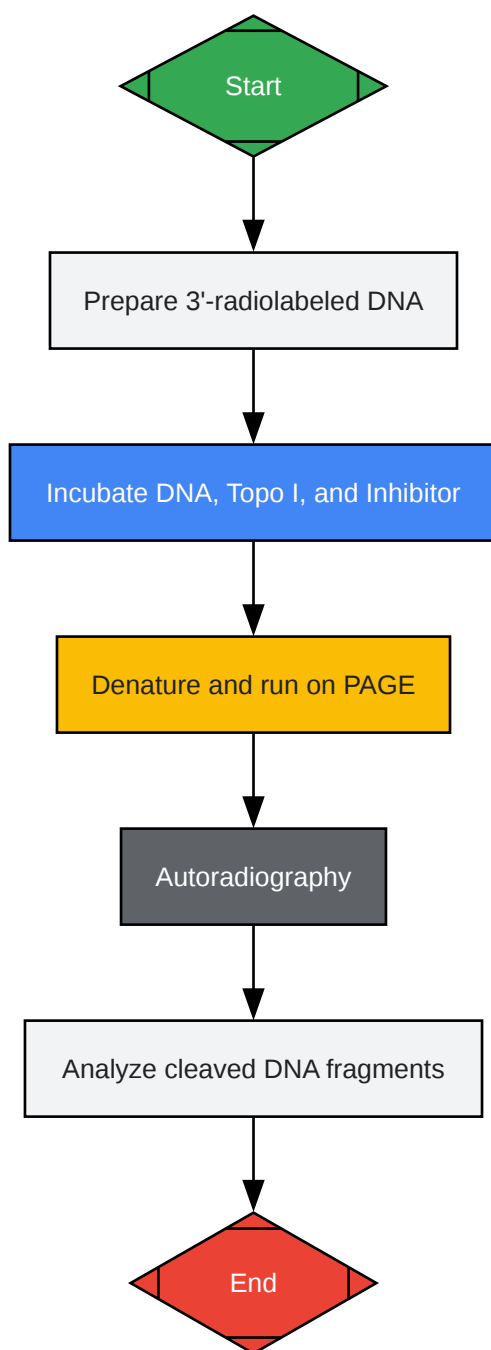 Start
Prepare 3'-radiolabeled DNA
Incubate DNA, Topo I, and Inhibitor
Denature and run on PAGE
Autoradiography
Analyze cleaved DNA fragments
End